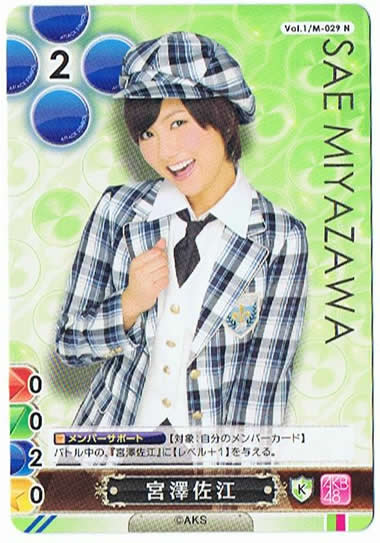 Vol.1/M-029 N
2
SAE MIYAZAWA
0
0
2
0
メンバーサポート 【対象:自分のメンバーカード】
バトル中の、『宮澤佐江』に【レベル+1】を与える。
宮澤佐江
K
AKB48
©AKS